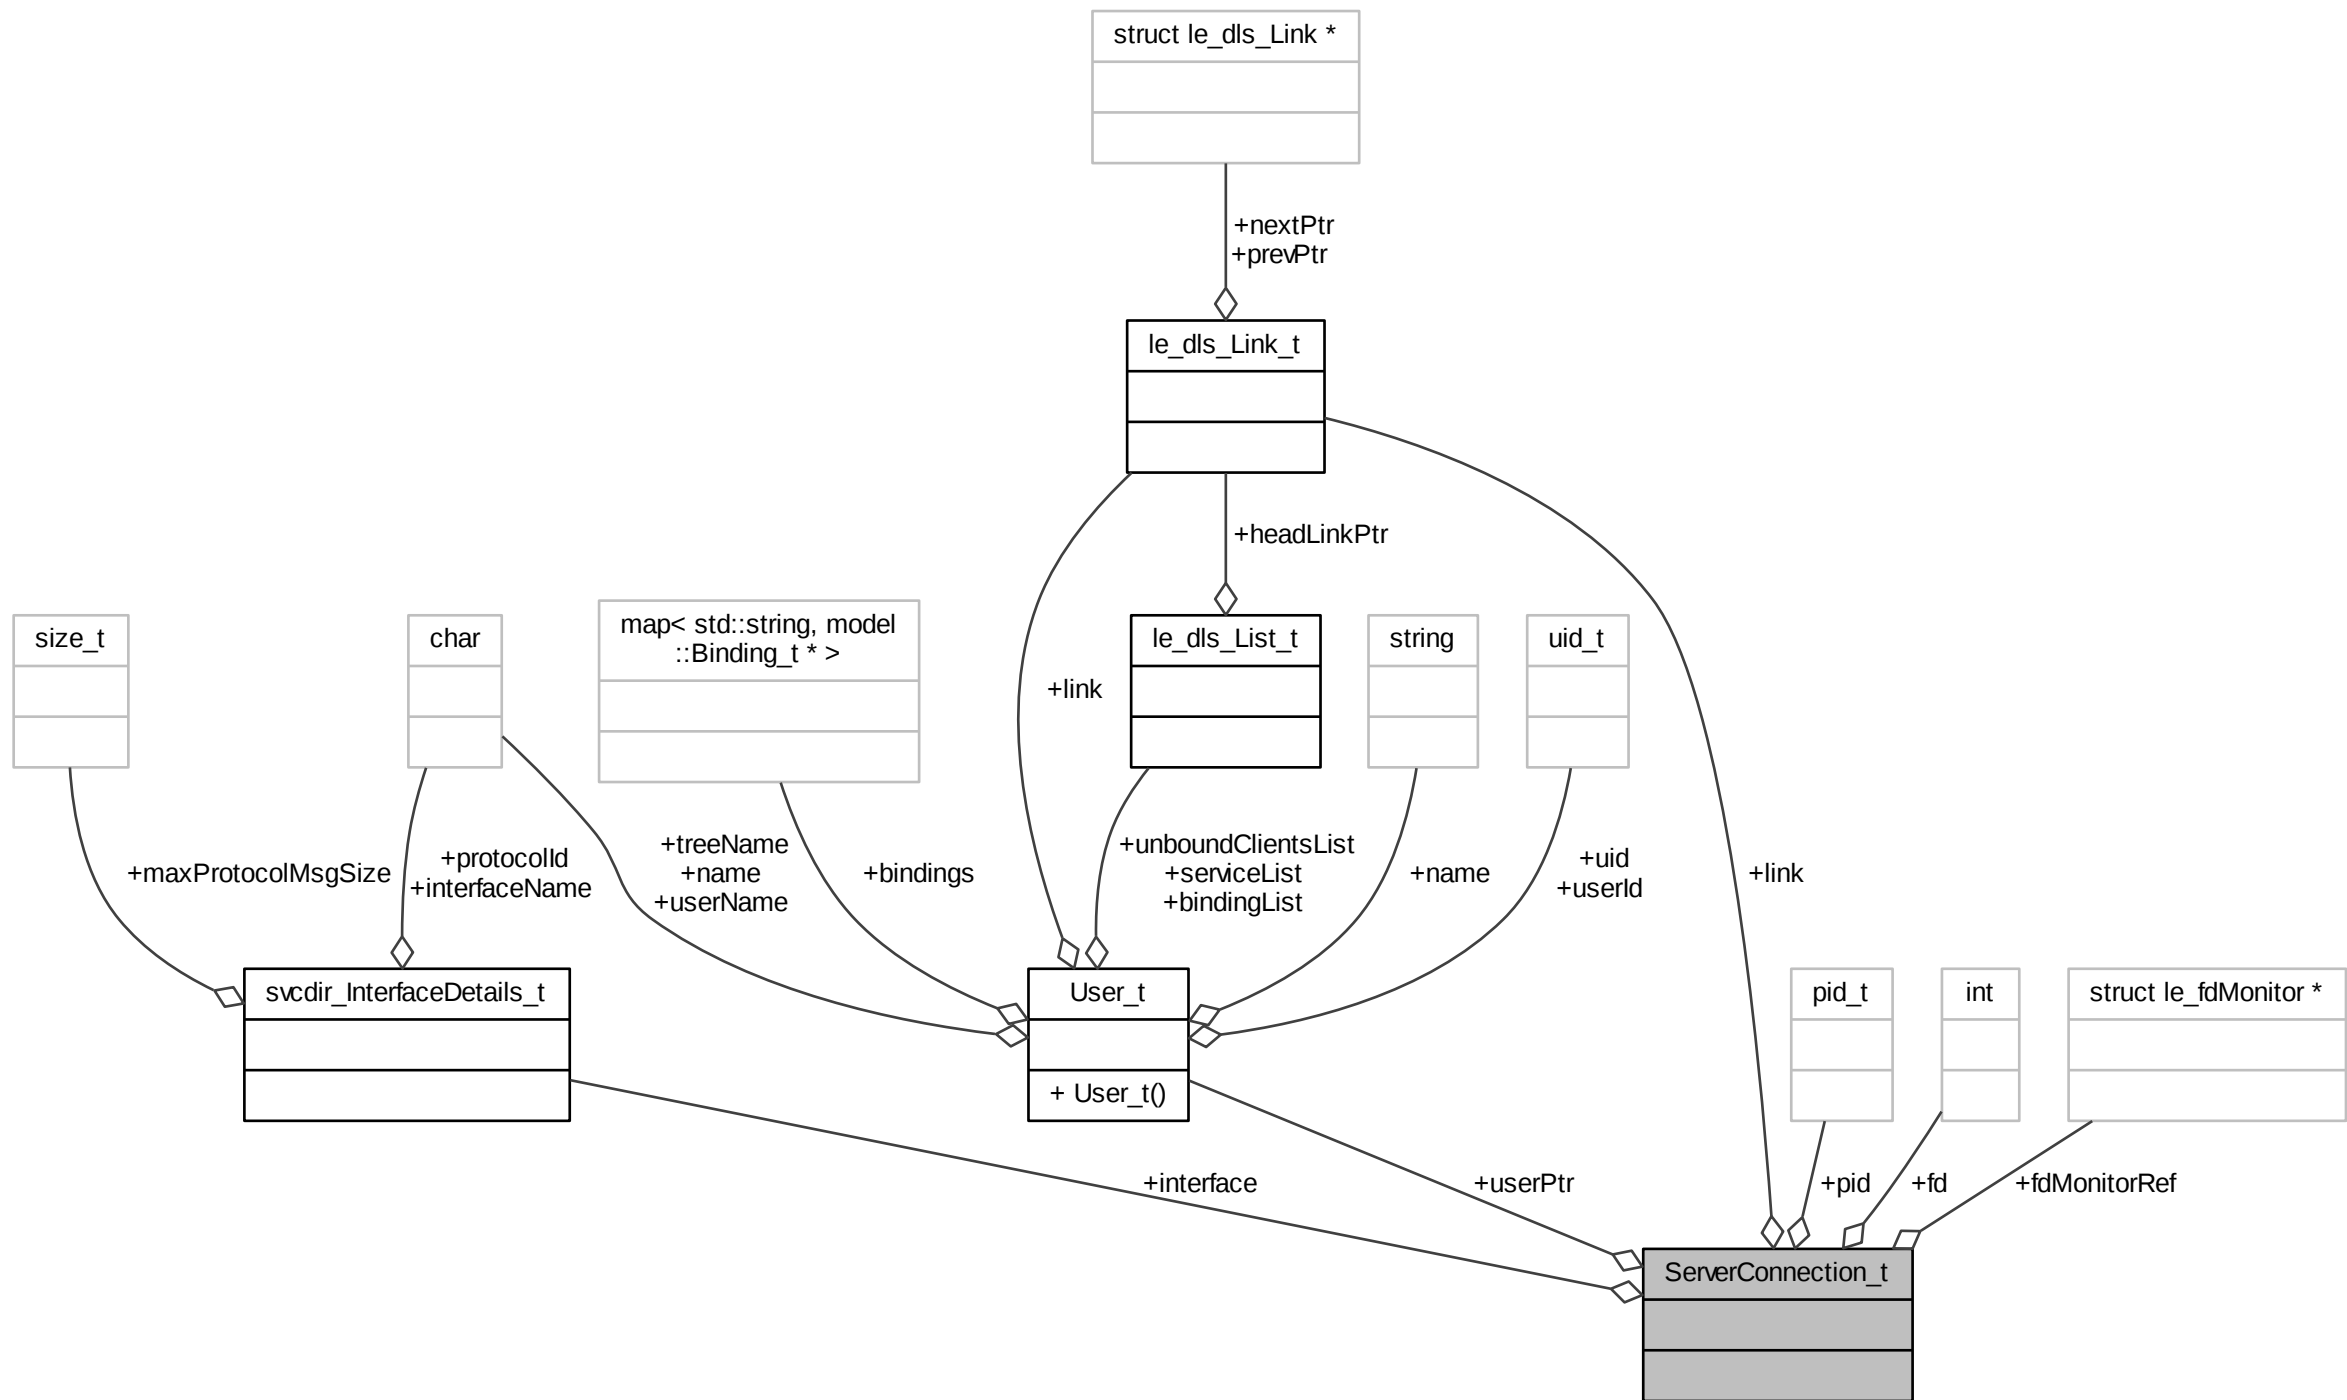 struct le_dls_Link *
+nextPtr
+prevPtr
le_dls_Link_t
+headLinkPtr
size_t
char
map< std::string, model
::Binding_t * >
+link
le_dls_List_t
string
uid_t
+maxProtocolMsgSize
+protocolId
+interfaceName
+treeName
+name
+userName
+bindings
+unboundClientsList
+serviceList
+bindingList
+name
+uid
+userId
+link
svcdir_InterfaceDetails_t
User_t
+ User_t()
pid_t
int
struct le_fdMonitor *
+interface
+userPtr
+pid
+fd
+fdMonitorRef
ServerConnection_t